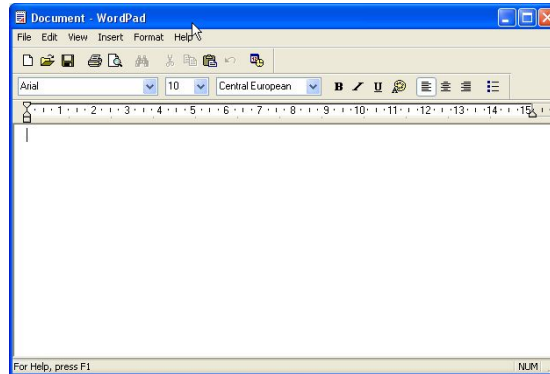 Document - WordPad
File Edit View Insert Format Help
Arial 10 Central European B / U
1 2 3 4 5 6 7 8 9 10 11 12 13 14 15
For Help, press F1 NUM